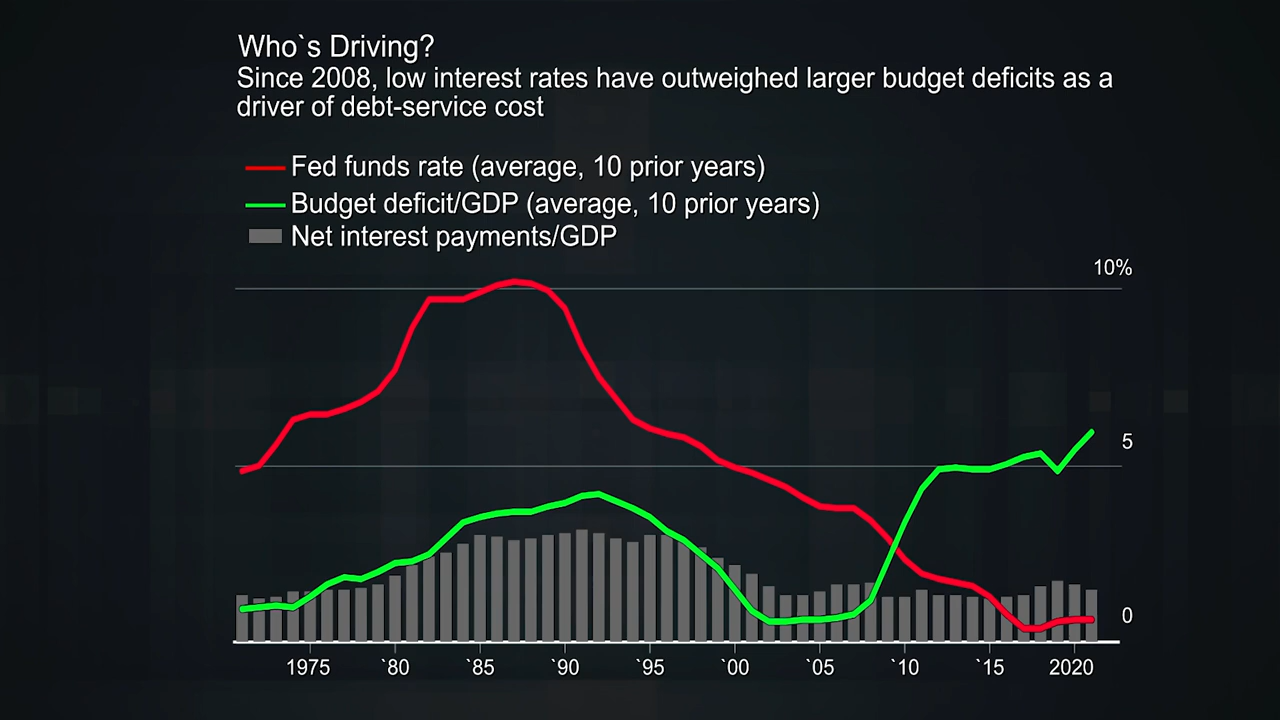 Who`s Driving?
Since 2008, low interest rates have outweighed larger budget deficits as a
driver of debt-service cost
Fed funds rate (average, 10 prior years)
Budget deficit/GDP (average, 10 prior years)
Net interest payments/GDP
10%
5
0
1975 `80 `85 `90 `95 `00 `05 `10 `15 2020